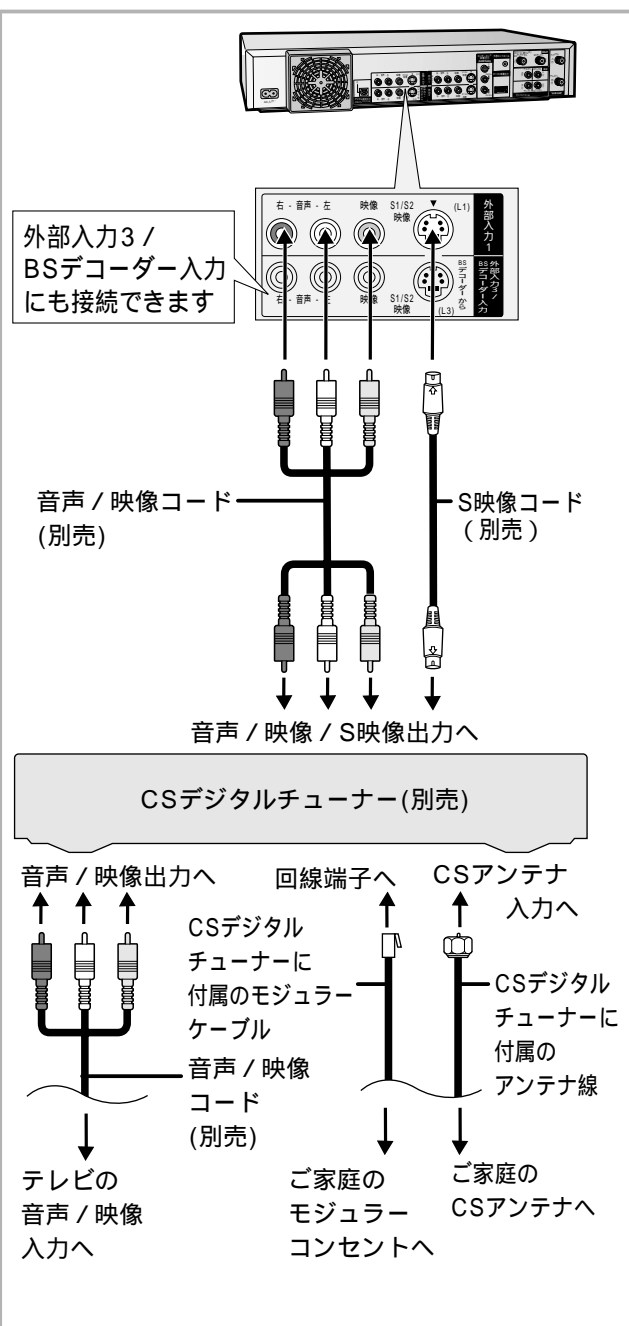 右 - 音声 - 左
映像
S1/S2
映像
(L1)
外部入力1
外部入力3 /
BSデコーダー入力
にも接続できます
右 - 音声 - 左
映像
S1/S2
映像
(L3)
BSデコーダーから
外部入力3/
BSデコーダー入力
音声 / 映像コード
(別売)
S映像コード
(別売)
音声 / 映像 / S映像出力へ
CSデジタルチューナー(別売)
音声 / 映像出力へ
回線端子へ
CSアンテナ
入力へ
CSデジタル
チューナーに
付属のモジュラー
ケーブル
CSデジタル
チューナーに
付属の
アンテナ線
音声 / 映像
コード
(別売)
テレビの
音声 / 映像
入力へ
ご家庭の
モジュラー
コンセントへ
ご家庭の
CSアンテナへ